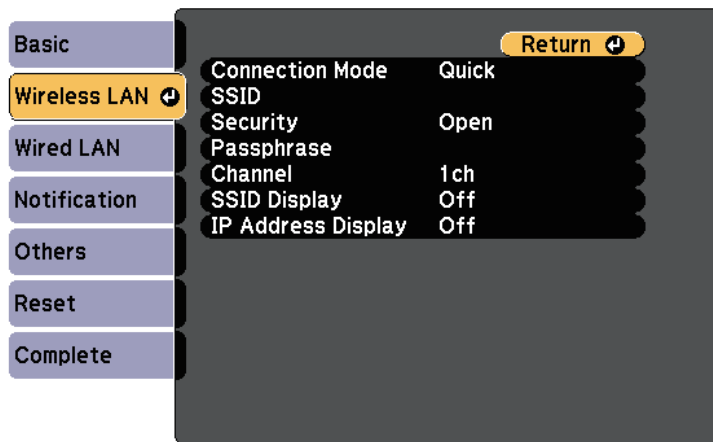 Basic
Wireless LAN
Wired LAN
Notification
Others
Reset
Complete
Return
Connection Mode Quick
SSID
Security Open
Passphrase
Channel 1ch
SSID Display Off
IP Address Display Off